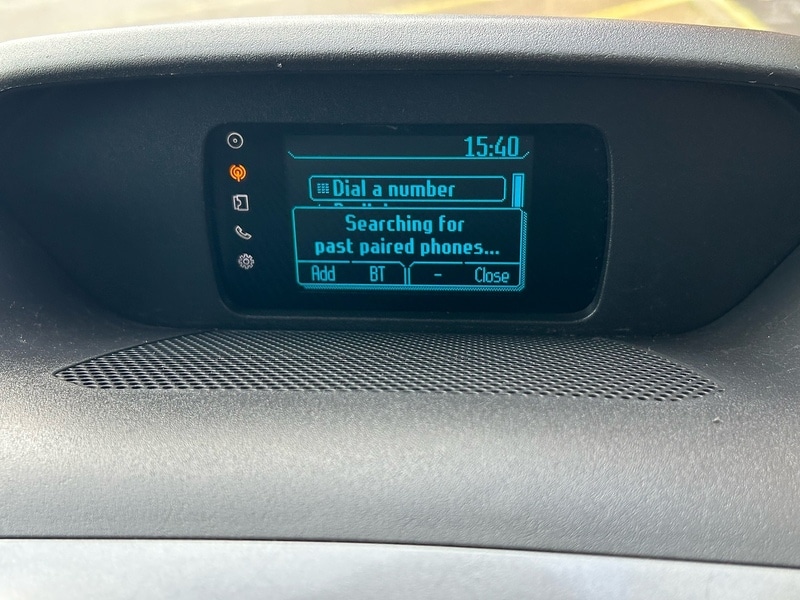 15:40
Dial a number
Searching for
past paired phones...
Add BT - Close